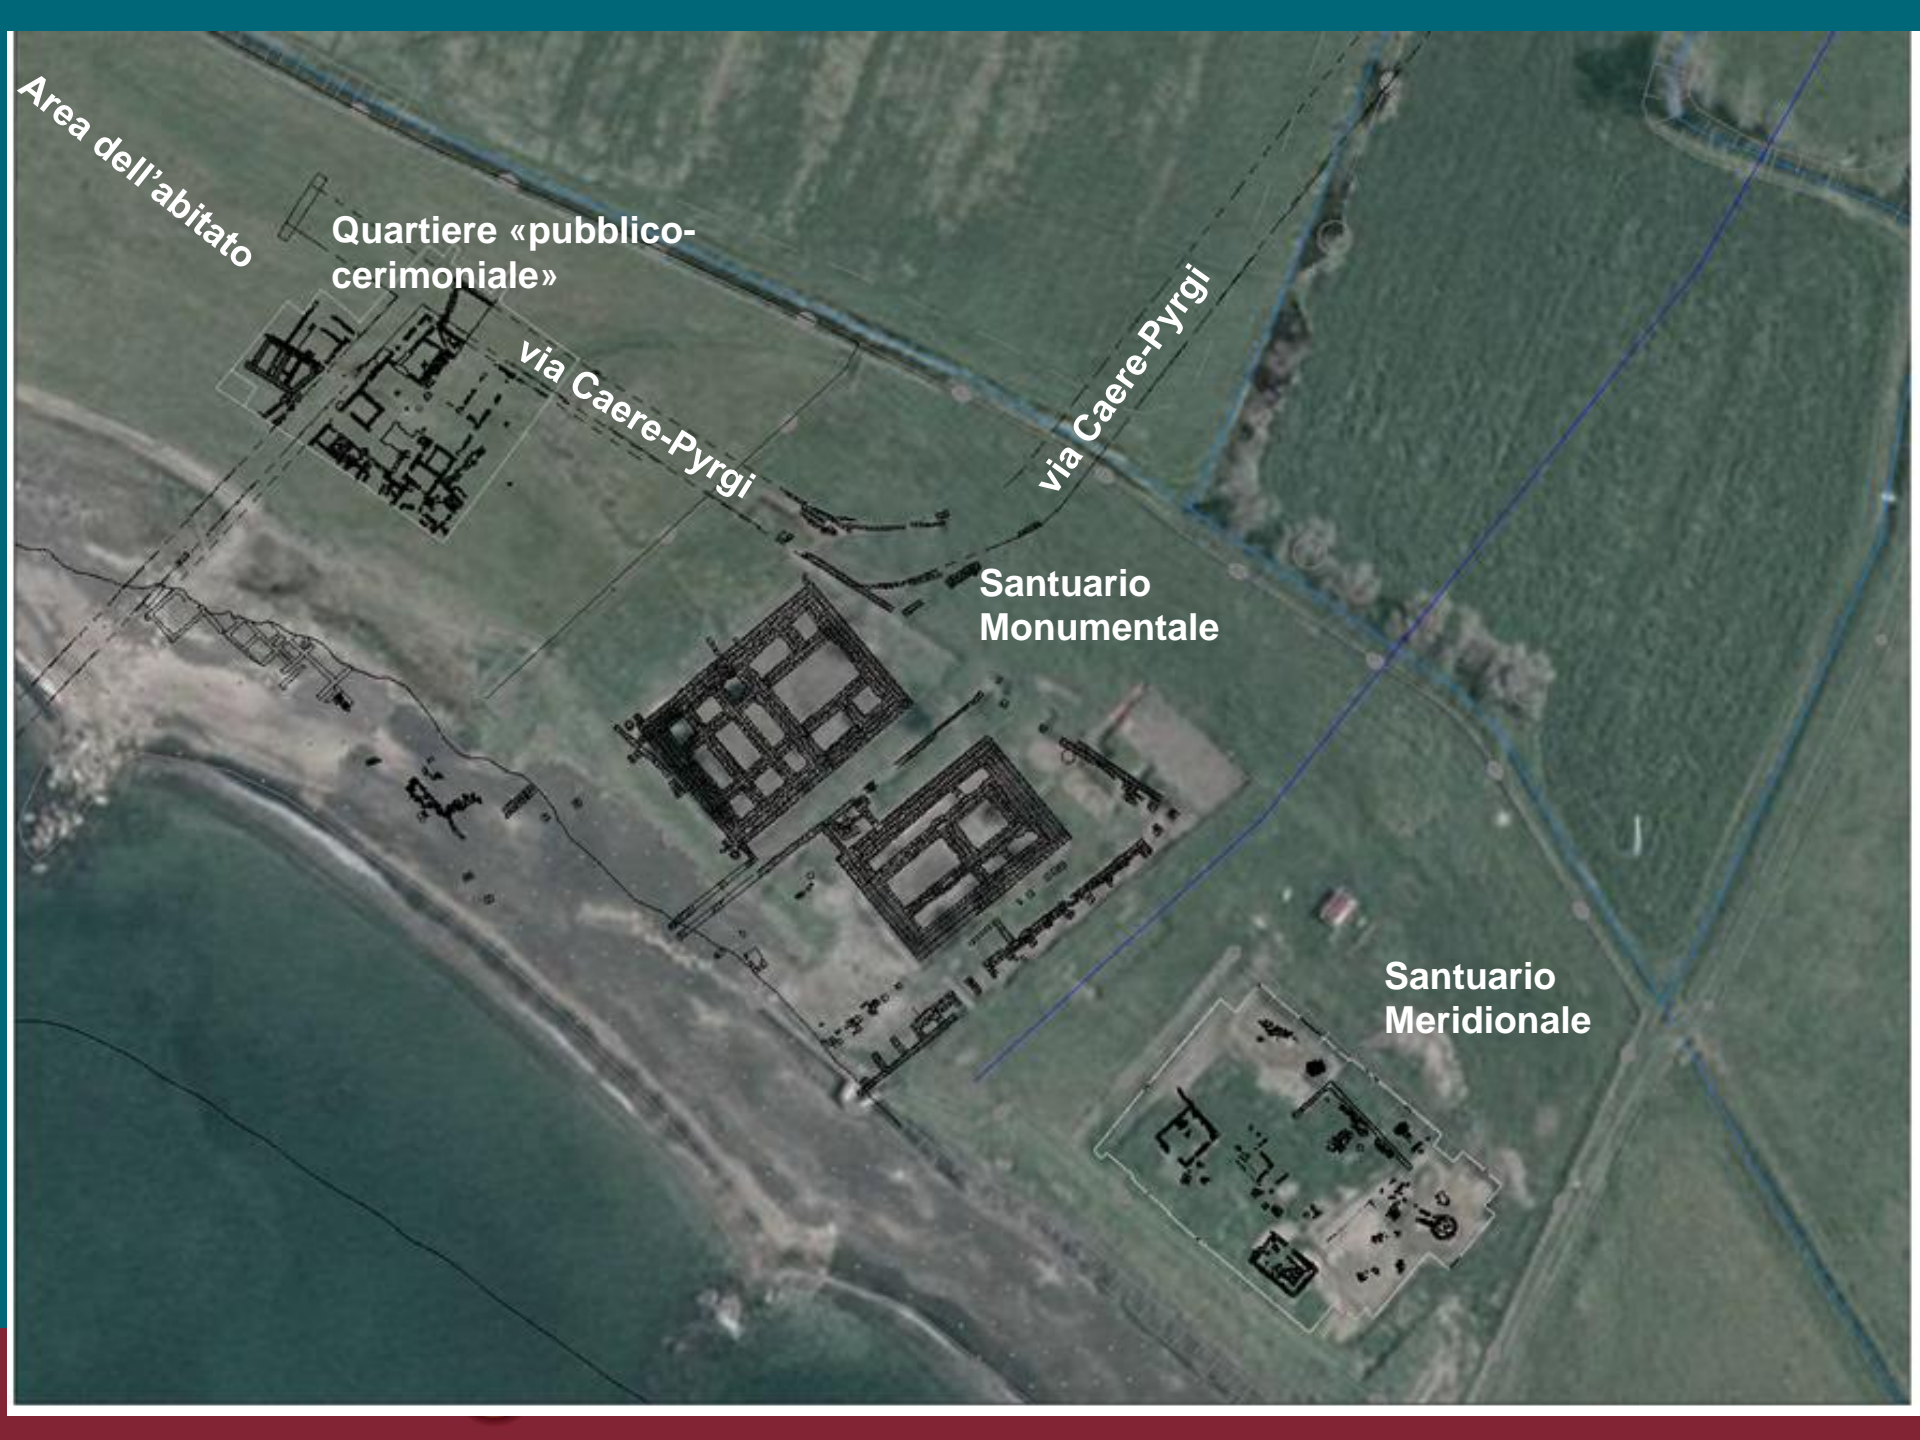 Area dell’abitato
Quartiere «pubblico-
cerimoniale»
via Caere-Pyrgi
via Caere-Pyrgi
Santuario
Monumentale
Santuario
Meridionale